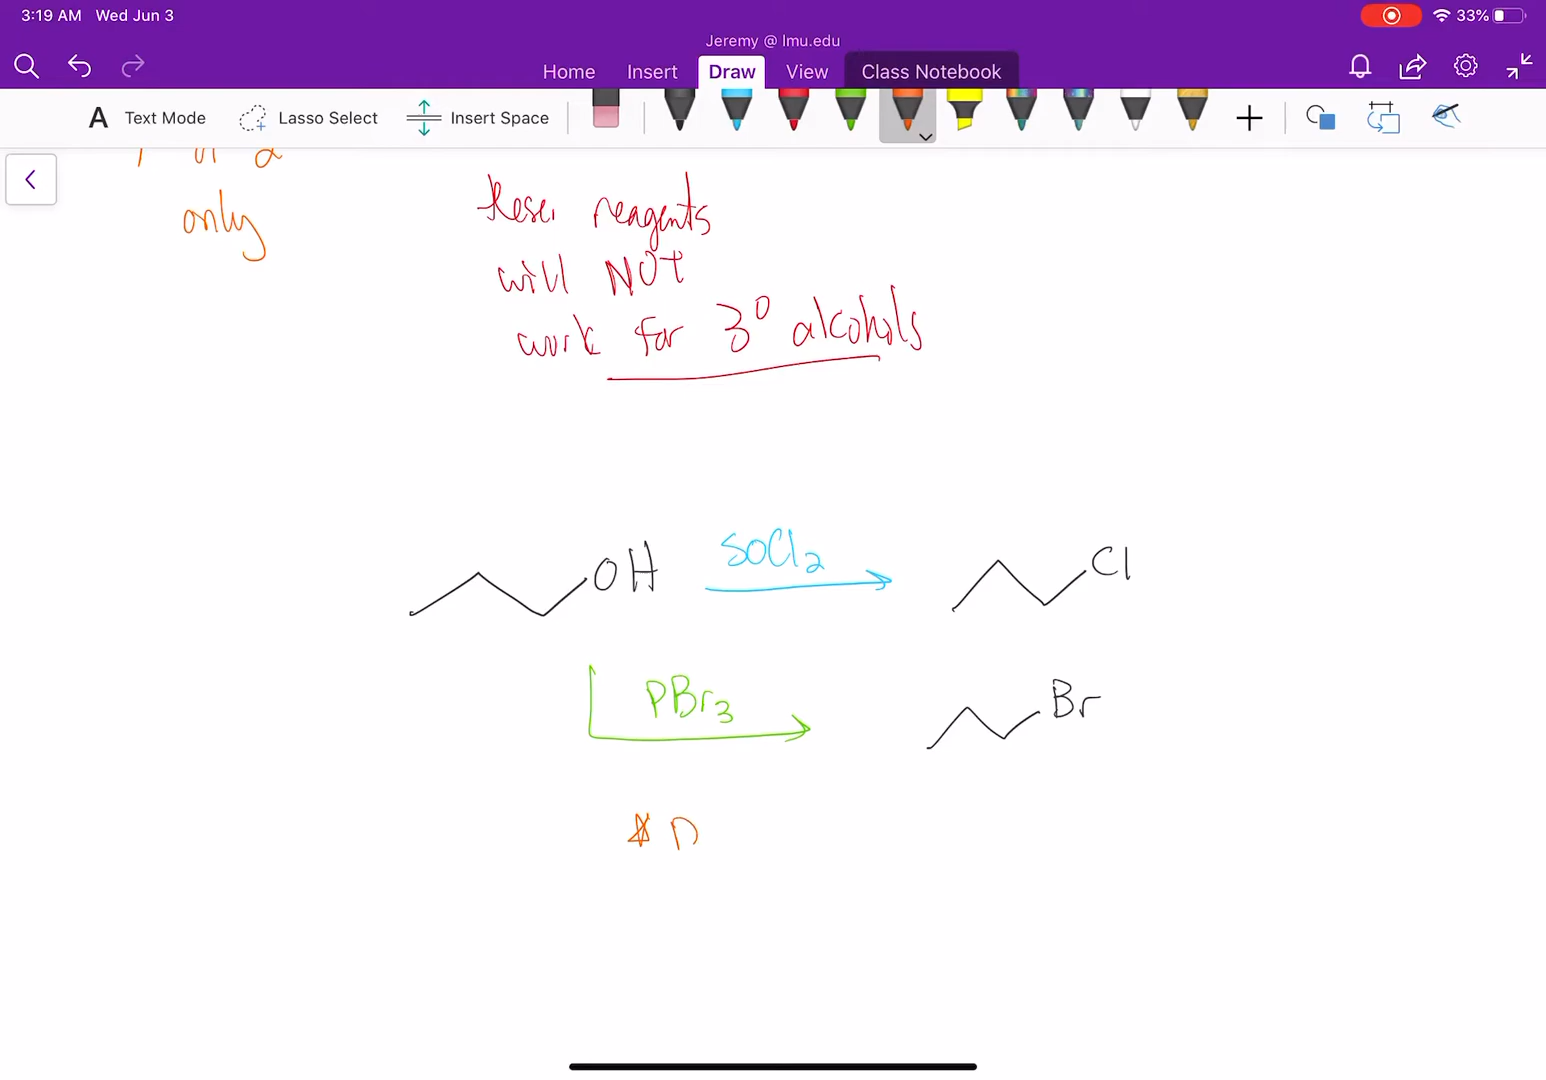 3:19 AM Wed Jun 3
33%
Jeremy @ lmu.edu
Home Insert Draw View Class Notebook
A Text Mode Lasso Select Insert Space
only
these reagents
will NOT
work for 3° alcohols
OH SOCl2 Cl
PBr3 Br
* D